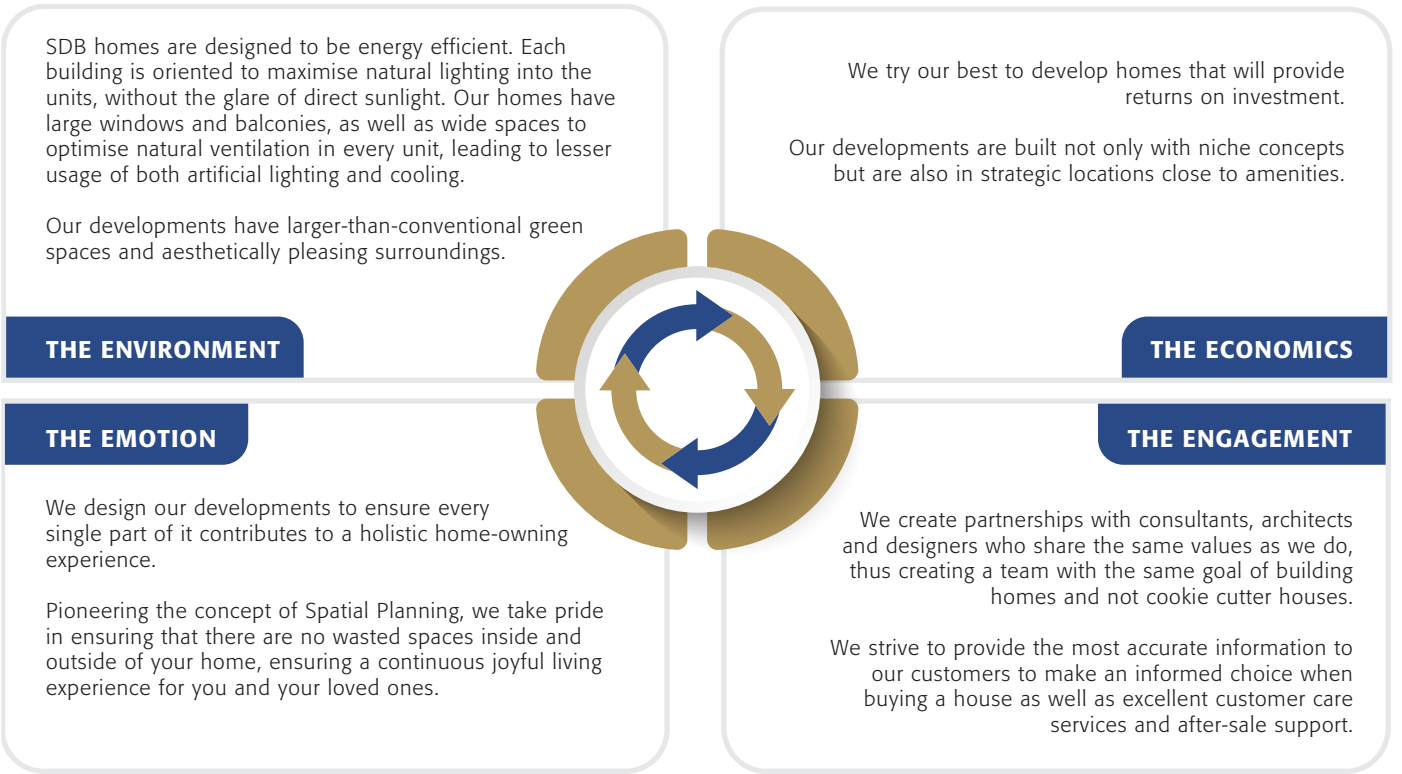 SDB homes are designed to be energy efficient. Each
building is oriented to maximise natural lighting into the
units, without the glare of direct sunlight. Our homes have
large windows and balconies, as well as wide spaces to
optimise natural ventilation in every unit, leading to lesser
usage of both artificial lighting and cooling.
Our developments have larger-than-conventional green
spaces and aesthetically pleasing surroundings.
THE ENVIRONMENT
We try our best to develop homes that will provide
returns on investment.
Our developments are built not only with niche concepts
but are also in strategic locations close to amenities.
THE ECONOMICS
THE EMOTION
We design our developments to ensure every
single part of it contributes to a holistic home-owning
experience.
Pioneering the concept of Spatial Planning, we take pride
in ensuring that there are no wasted spaces inside and
outside of your home, ensuring a continuous joyful living
experience for you and your loved ones.
THE ENGAGEMENT
We create partnerships with consultants, architects
and designers who share the same values as we do,
thus creating a team with the same goal of building
homes and not cookie cutter houses.
We strive to provide the most accurate information to
our customers to make an informed choice when
buying a house as well as excellent customer care
services and after-sale support.